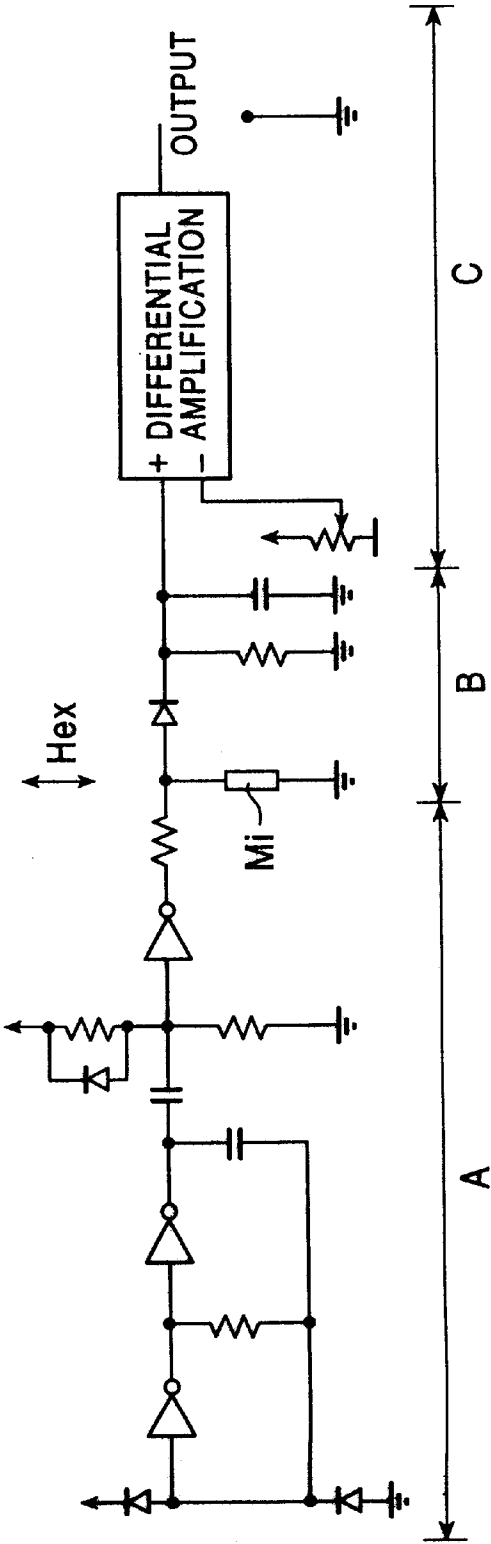 Hex
Mi
+ DIFFERENTIAL
− AMPLIFICATION
OUTPUT
A
B
C